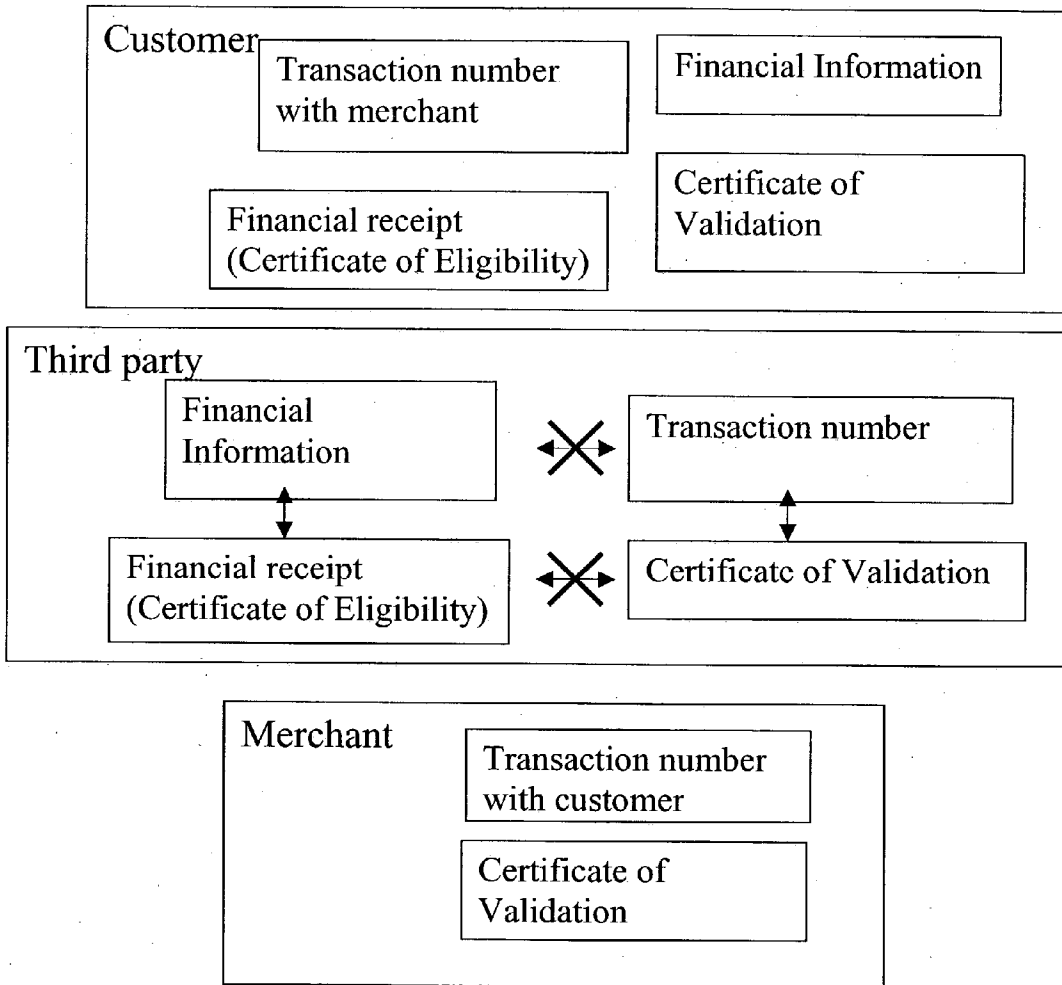 Customer
Transaction number
with merchant
Financial Information
Financial receipt
(Certificate of Eligibility)
Certificate of
Validation
Third party
Financial
Information
Transaction number
Financial receipt
(Certificate of Eligibility)
Certificate of Validation
Merchant
Transaction number
with customer
Certificate of
Validation